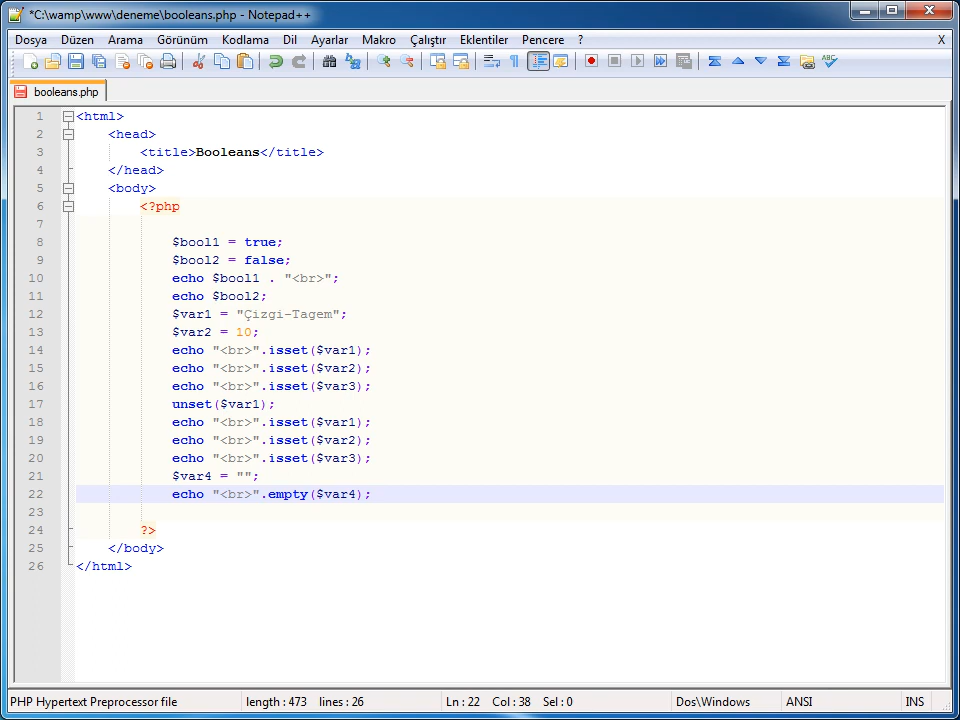 *C:\wamp\www\deneme\booleans.php - Notepad++
Dosya Düzen Arama Görünüm Kodlama Dil Ayarlar Makro Çalıştır Eklentiler Pencere ? X
booleans.php
1 <html>
2 <head>
3 <title>Booleans</title>
4 </head>
5 <body>
6 <?php
7
8 $bool1 = true;
9 $bool2 = false;
10 echo $bool1 . "<br>";
11 echo $bool2;
12 $var1 = "Çizgi-Tagem";
13 $var2 = 10;
14 echo "<br>".isset($var1);
15 echo "<br>".isset($var2);
16 echo "<br>".isset($var3);
17 unset($var1);
18 echo "<br>".isset($var1);
19 echo "<br>".isset($var2);
20 echo "<br>".isset($var3);
21 $var4 = "";
22 echo "<br>".empty($var4);
23
24 ?>
25 </body>
26 </html>
PHP Hypertext Preprocessor file length : 473 lines : 26 Ln : 22 Col : 38 Sel : 0 Dos\Windows ANSI INS